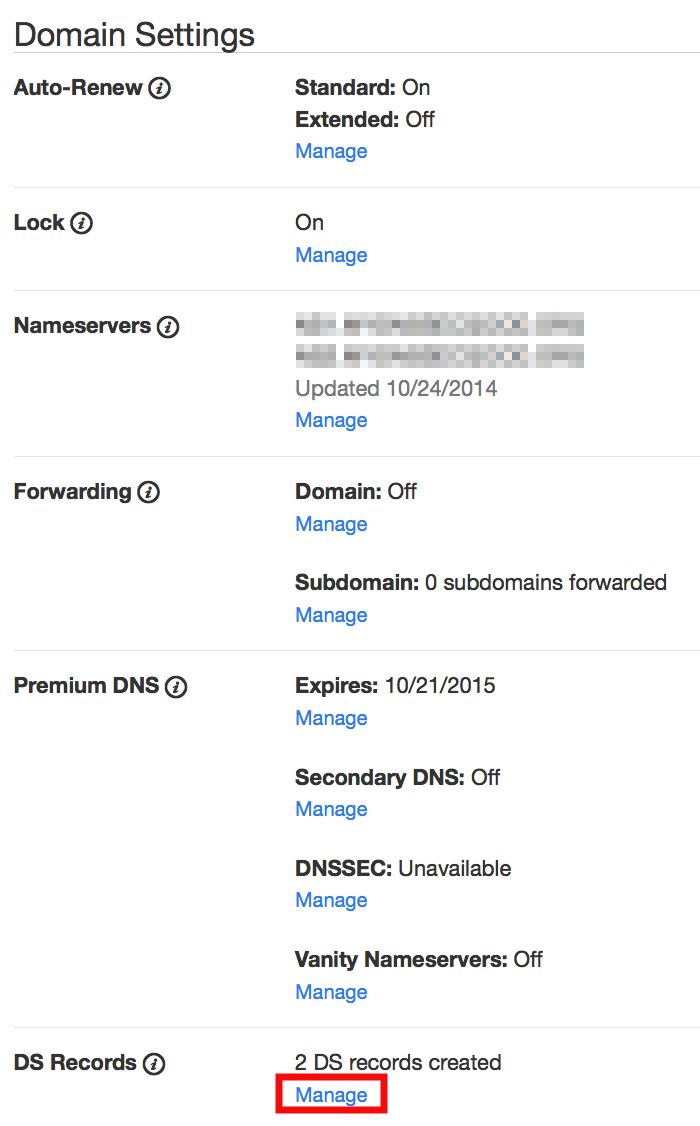 Domain Settings
Auto-Renew
Standard: On
Extended: Off
Manage
Lock
On
Manage
Nameservers
Updated 10/24/2014
Manage
Forwarding
Domain: Off
Manage
Subdomain: 0 subdomains forwarded
Manage
Premium DNS
Expires: 10/21/2015
Manage
Secondary DNS: Off
Manage
DNSSEC: Unavailable
Manage
Vanity Nameservers: Off
Manage
DS Records
2 DS records created
Manage